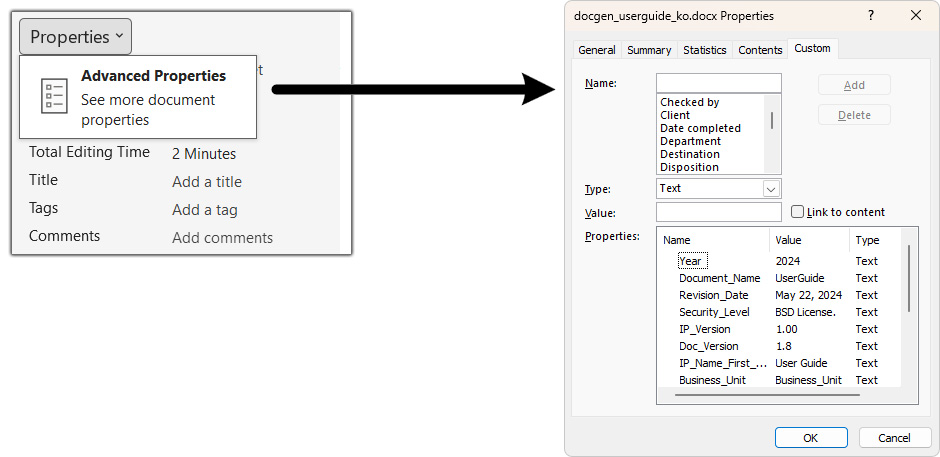 Properties
Advanced Properties
See more document
properties
Total Editing Time 2 Minutes
Title Add a title
Tags Add a tag
Comments Add comments
docgen_userguide_ko.docx Properties
General Summary Statistics Contents Custom
Name:
Add
Checked by
Client
Date completed
Department
Destination
Disposition
Delete
Type: Text
Value: Link to content
Properties:
Name Value Type
Year 2024 Text
Document_Name UserGuide Text
Revision_Date May 22, 2024 Text
Security_Level BSD License. Text
IP_Version 1.00 Text
Doc_Version 1.8 Text
IP_Name_First_... User Guide Text
Business_Unit Business_Unit Text
OK Cancel